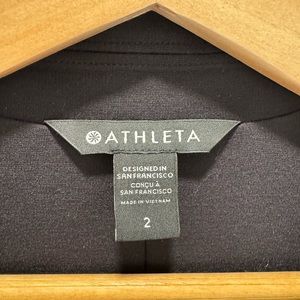 ATHLETA
DESIGNED IN
SAN FRANCISCO
CONÇU À
SAN FRANCISCO
MADE IN VIETNAM
2